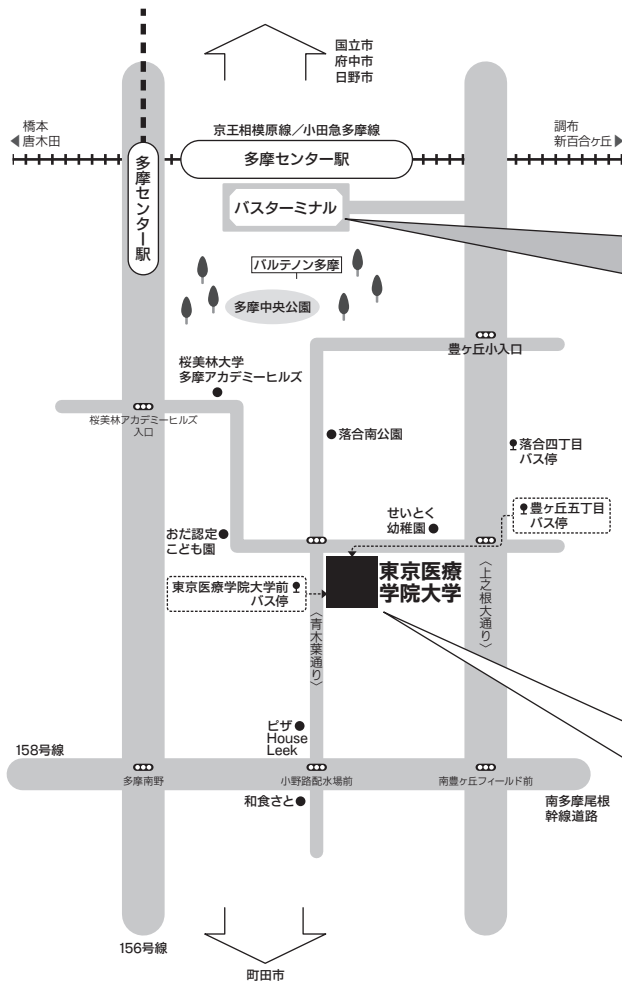 国立市
府中市
日野市
橋本
唐木田
京王相模原線／小田急多摩線
調布
新百合ヶ丘
多摩センター駅
多摩センター駅
バスターミナル
パルテノン多摩
多摩中央公園
豊ヶ丘小入口
桜美林大学
多摩アカデミーヒルズ
桜美林アカデミーヒルズ
入口
落合南公園
落合四丁目
バス停
豊ヶ丘五丁目
バス停
せいとく
幼稚園
おだ認定
こども園
東京医療
学院大学
東京医療学院大学前
バス停
〈上之根大通り〉
〈青木葉通り〉
ピザ
House
Leek
158号線
多摩南野
小野路配水場前
南豊ヶ丘フィールド前
和食さと
南多摩尾根
幹線道路
156号線
町田市